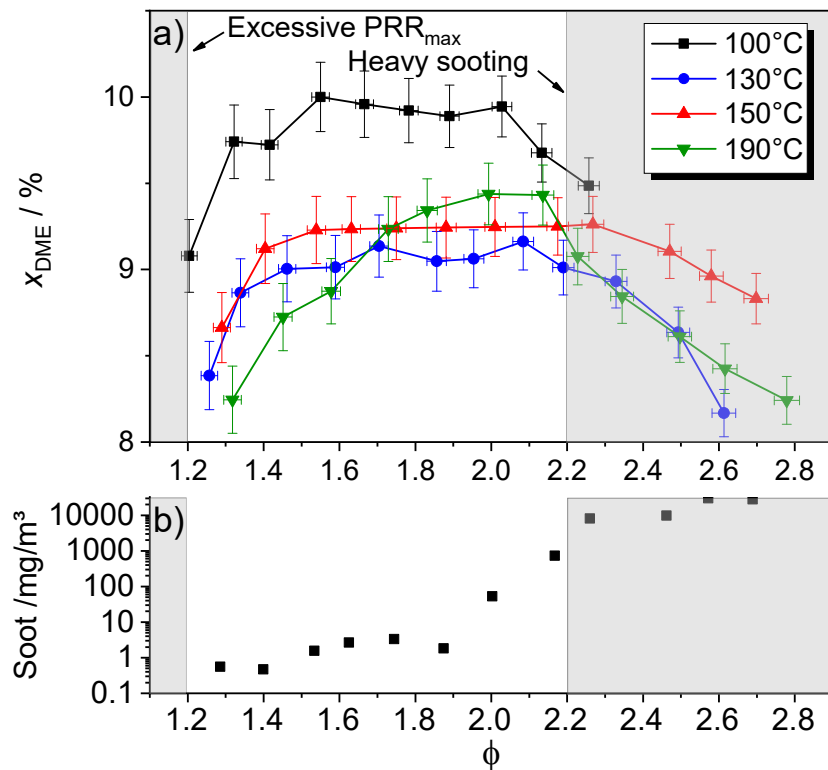 a)
Excessive PRRmax
Heavy sooting
100°C
130°C
150°C
190°C
xDME / %
10
9
8
1.2 1.4 1.6 1.8 2.0 2.2 2.4 2.6 2.8
b)
Soot /mg/m³
10000
1000
100
10
1
0.1
1.2 1.4 1.6 1.8 2.0 2.2 2.4 2.6 2.8
ϕ